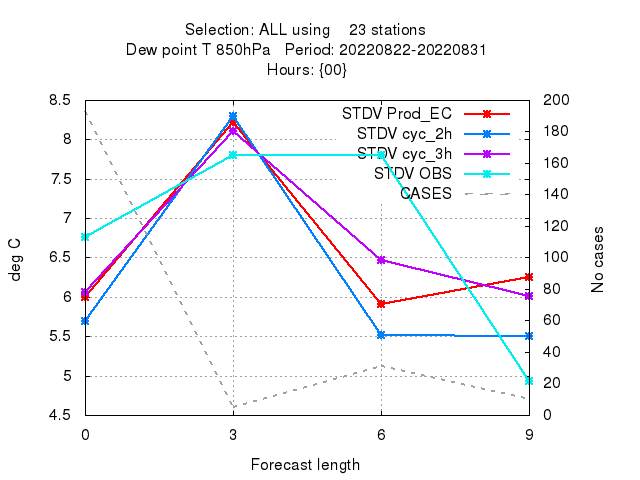 Selection: ALL using 23 stations
Dew point T 850hPa Period: 20220822-20220831
Hours: {00}
8.5
8
7.5
7
6.5
6
5.5
5
4.5
200
180
160
140
120
100
80
60
40
20
0
STDV Prod_EC
STDV cyc_2h
STDV cyc_3h
STDV OBS
CASES
deg C
No cases
0 3 6 9
Forecast length